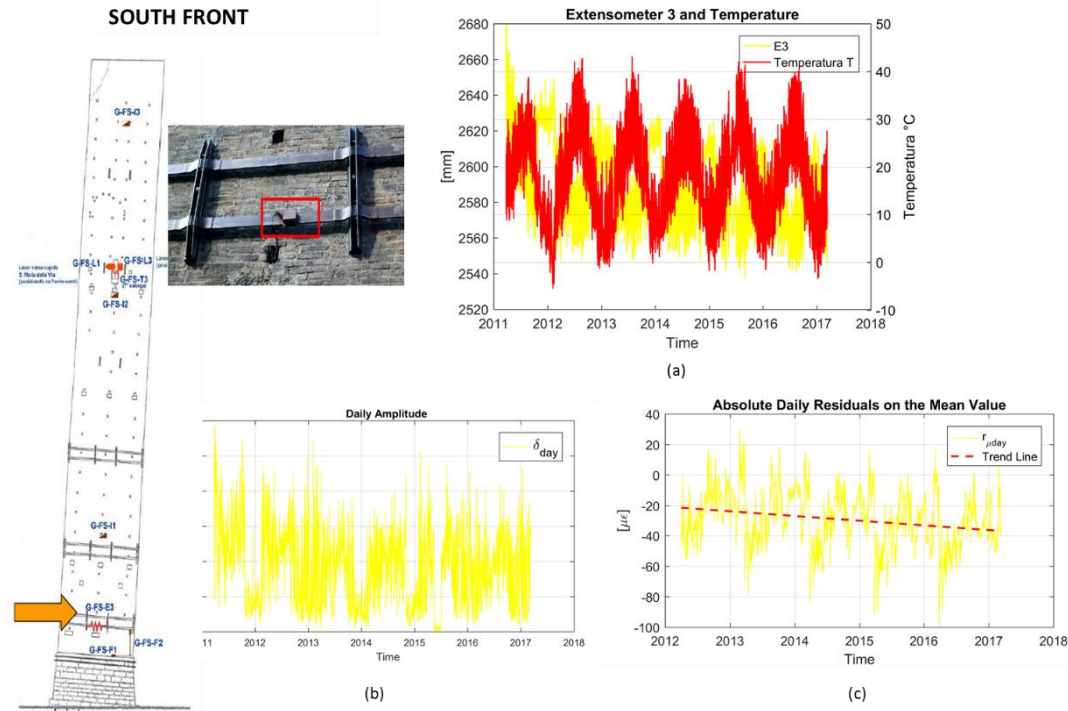 SOUTH FRONT
G-FS-I3
G-FS-L1
G-FS-L3
G-FS-T3
G-FS-I2
G-FS-I1
G-FS-E3
G-FS-F2
G-FS-F1
Extensometer 3 and Temperature
E3
Temperatura T
[mm]
2680
2660
2640
2620
2600
2580
2560
2540
2520
50
40
30
20
10
0
-10
Temperatura °C
2011 2012 2013 2014 2015 2016 2017 2018
Time
(a)
Daily Amplitude
δday
2012 2013 2014 2015 2016 2017 2018
Time
(b)
Absolute Daily Residuals on the Mean Value
rμday
Trend Line
[μϵ]
40
20
0
-20
-40
-60
-80
-100
2012 2013 2014 2015 2016 2017 2018
Time
(c)